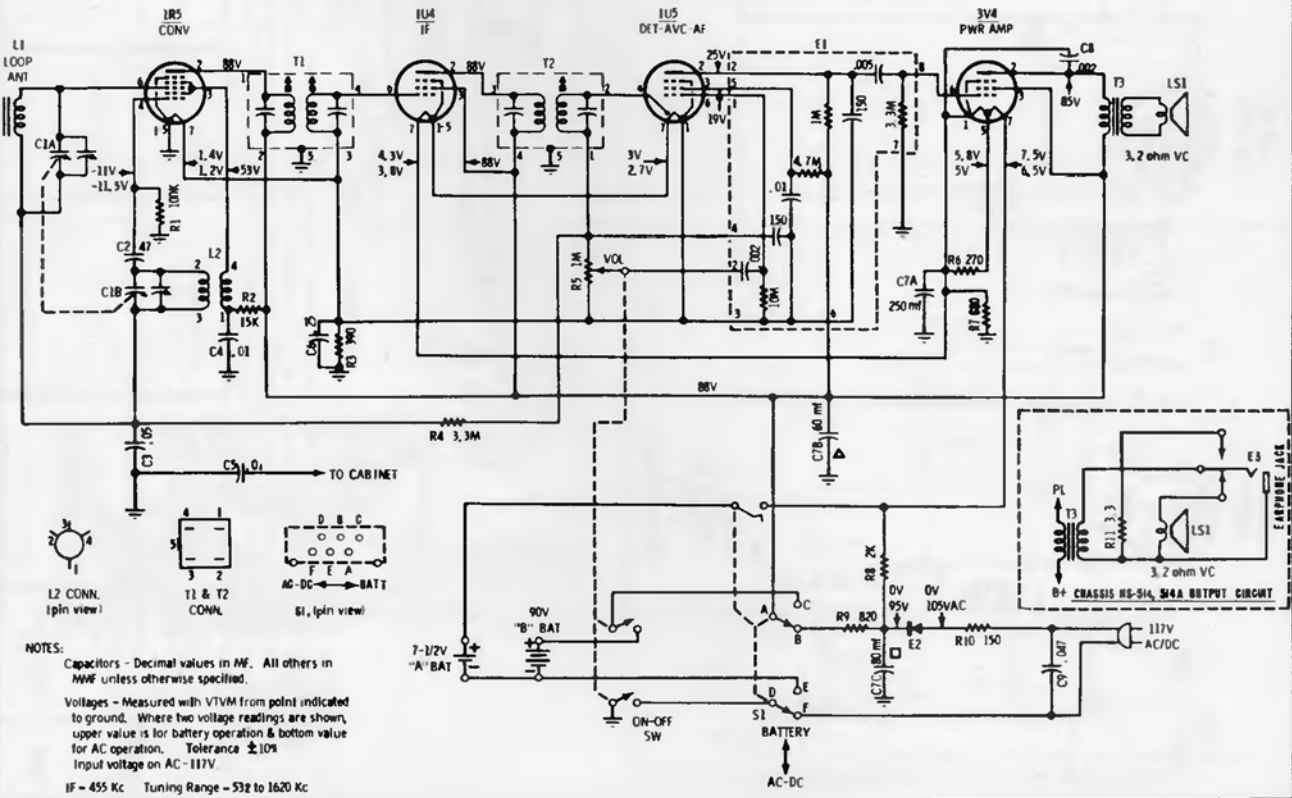 1R5
CONV
1U4
IF
1U5
DET-AVC-AF
3V4
PWR AMP
L1
LOOP
ANT
88V
T1
88V
T2
25V
E1
.005
C8
.002
85V
T3
LS1
3.2 ohm VC
C1A
-11V
-11.5V
R1 100K
1.4V
1.2V
53V
4.3V
3.8V
88V
3V
2.7V
19V
1M
150
3.3M
4.7M
.01
150
5.8V
5V
7.5V
6.5V
C2 47
C1B
L2
R2
15K
C4 .01
C6 .25
R3 390
R5 1M
VOL
.002
10M
R6 270
C7A
250 mf
R7 680
88V
R4 3.3M
C3 .05
C5 .01
TO CABINET
C7B 60 mf
L2 CONN.
(pin view)
T1 & T2
CONN.
D B C
F E A
AC-DC BATT
S1, (pin view)
7-1/2V
"A" BAT
90V
"B" BAT
ON-OFF
SW
A
C
B
D
E
F
S1
BATTERY
AC-DC
R8 2K
R9 820
0V
95V
0V
105VAC
E2
R10 150
C7C 80 mf
C9 .047
117V
AC/DC
PL
T3
R11 3.3
LS1
E3
EARPHONE JACK
3.2 ohm VC
B+ CHASSIS HS-514, 514A OUTPUT CIRCUIT
NOTES:
Capacitors - Decimal values in MF. All others in
MMF unless otherwise specified.
Voltages - Measured with VTVM from point indicated
to ground. Where two voltage readings are shown,
upper value is for battery operation & bottom value
for AC operation. Tolerance ±10%
Input voltage on AC-117V.
IF - 455 Kc Tuning Range - 532 to 1620 Kc